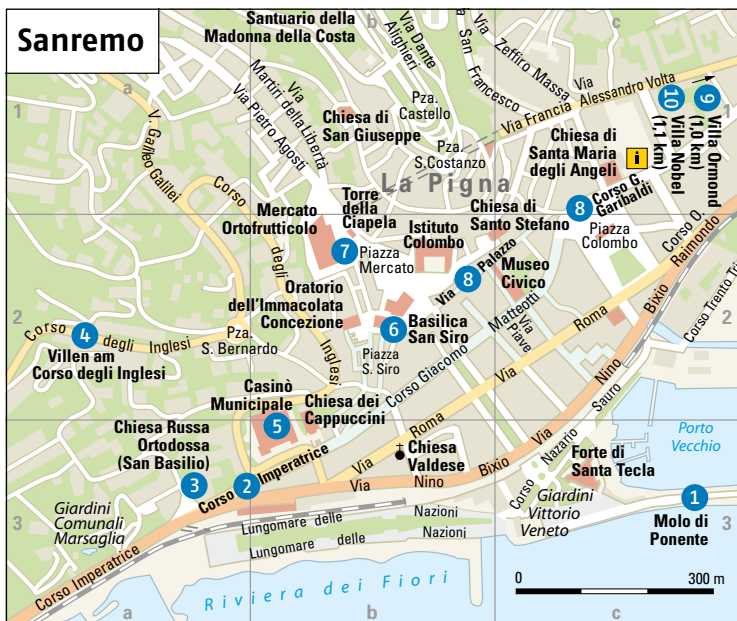 Sanremo
Santuario della
Madonna della Costa
a
b
c
1
1
Via Dante
Alighieri
Via
San
Francesco
Via
Zeffiro Massa
Via
Via Francia Alessandro Volta
V. Galileo Galilei
Via Pietro Agosti
Via
Martiri della Libertà
Chiesa di
San Giuseppe
Pza.
Castello
Pza.
S.Costanzo
10
Villa Nobel
(1,1 km)
9
Villa Ormond
(1,0 km)
Chiesa di
Santa Maria
degli Angeli
i
La Pigna
8
Corso G.
Garibaldi
Corso
degli
Inglesi
Torre
della
Ciapela
Mercato
Ortofrutticolo
7
Piazza
Mercato
Istituto
Colombo
Chiesa di
Santo Stefano
Piazza
Colombo
Corso O.
Raimondo
8
Via
Palazzo
Museo
Civico
Oratorio
dell'Immacolata
Concezione
6
Basilica
San Siro
Piazza
S. Siro
2
2
Corso
degli Inglesi
4
Villen am
Corso degli Inglesi
Pza.
S. Bernardo
Corso Giacomo
Matteotti
Via
Piave
Via
Roma
Via
Roma
Corso Trento Tri
Casinò
Municipale
5
Chiesa dei
Cappuccini
Chiesa Russa
Ortodossa
(San Basilio)
3
2
Corso
Imperatrice
Chiesa
Valdese
Via
Nino
Bixio
Via
Nino
Bixio
Corso
Nazario
Sauro
Porto
Vecchio
Forte di
Santa Tecla
1
Molo di
Ponente
Giardini
Comunali
Marsaglia
Giardini
Vittorio
Veneto
3
3
Corso Imperatrice
Lungomare delle
Nazioni
Lungomare delle
Nazioni
Riviera dei Fiori
0
300 m
a
b
c